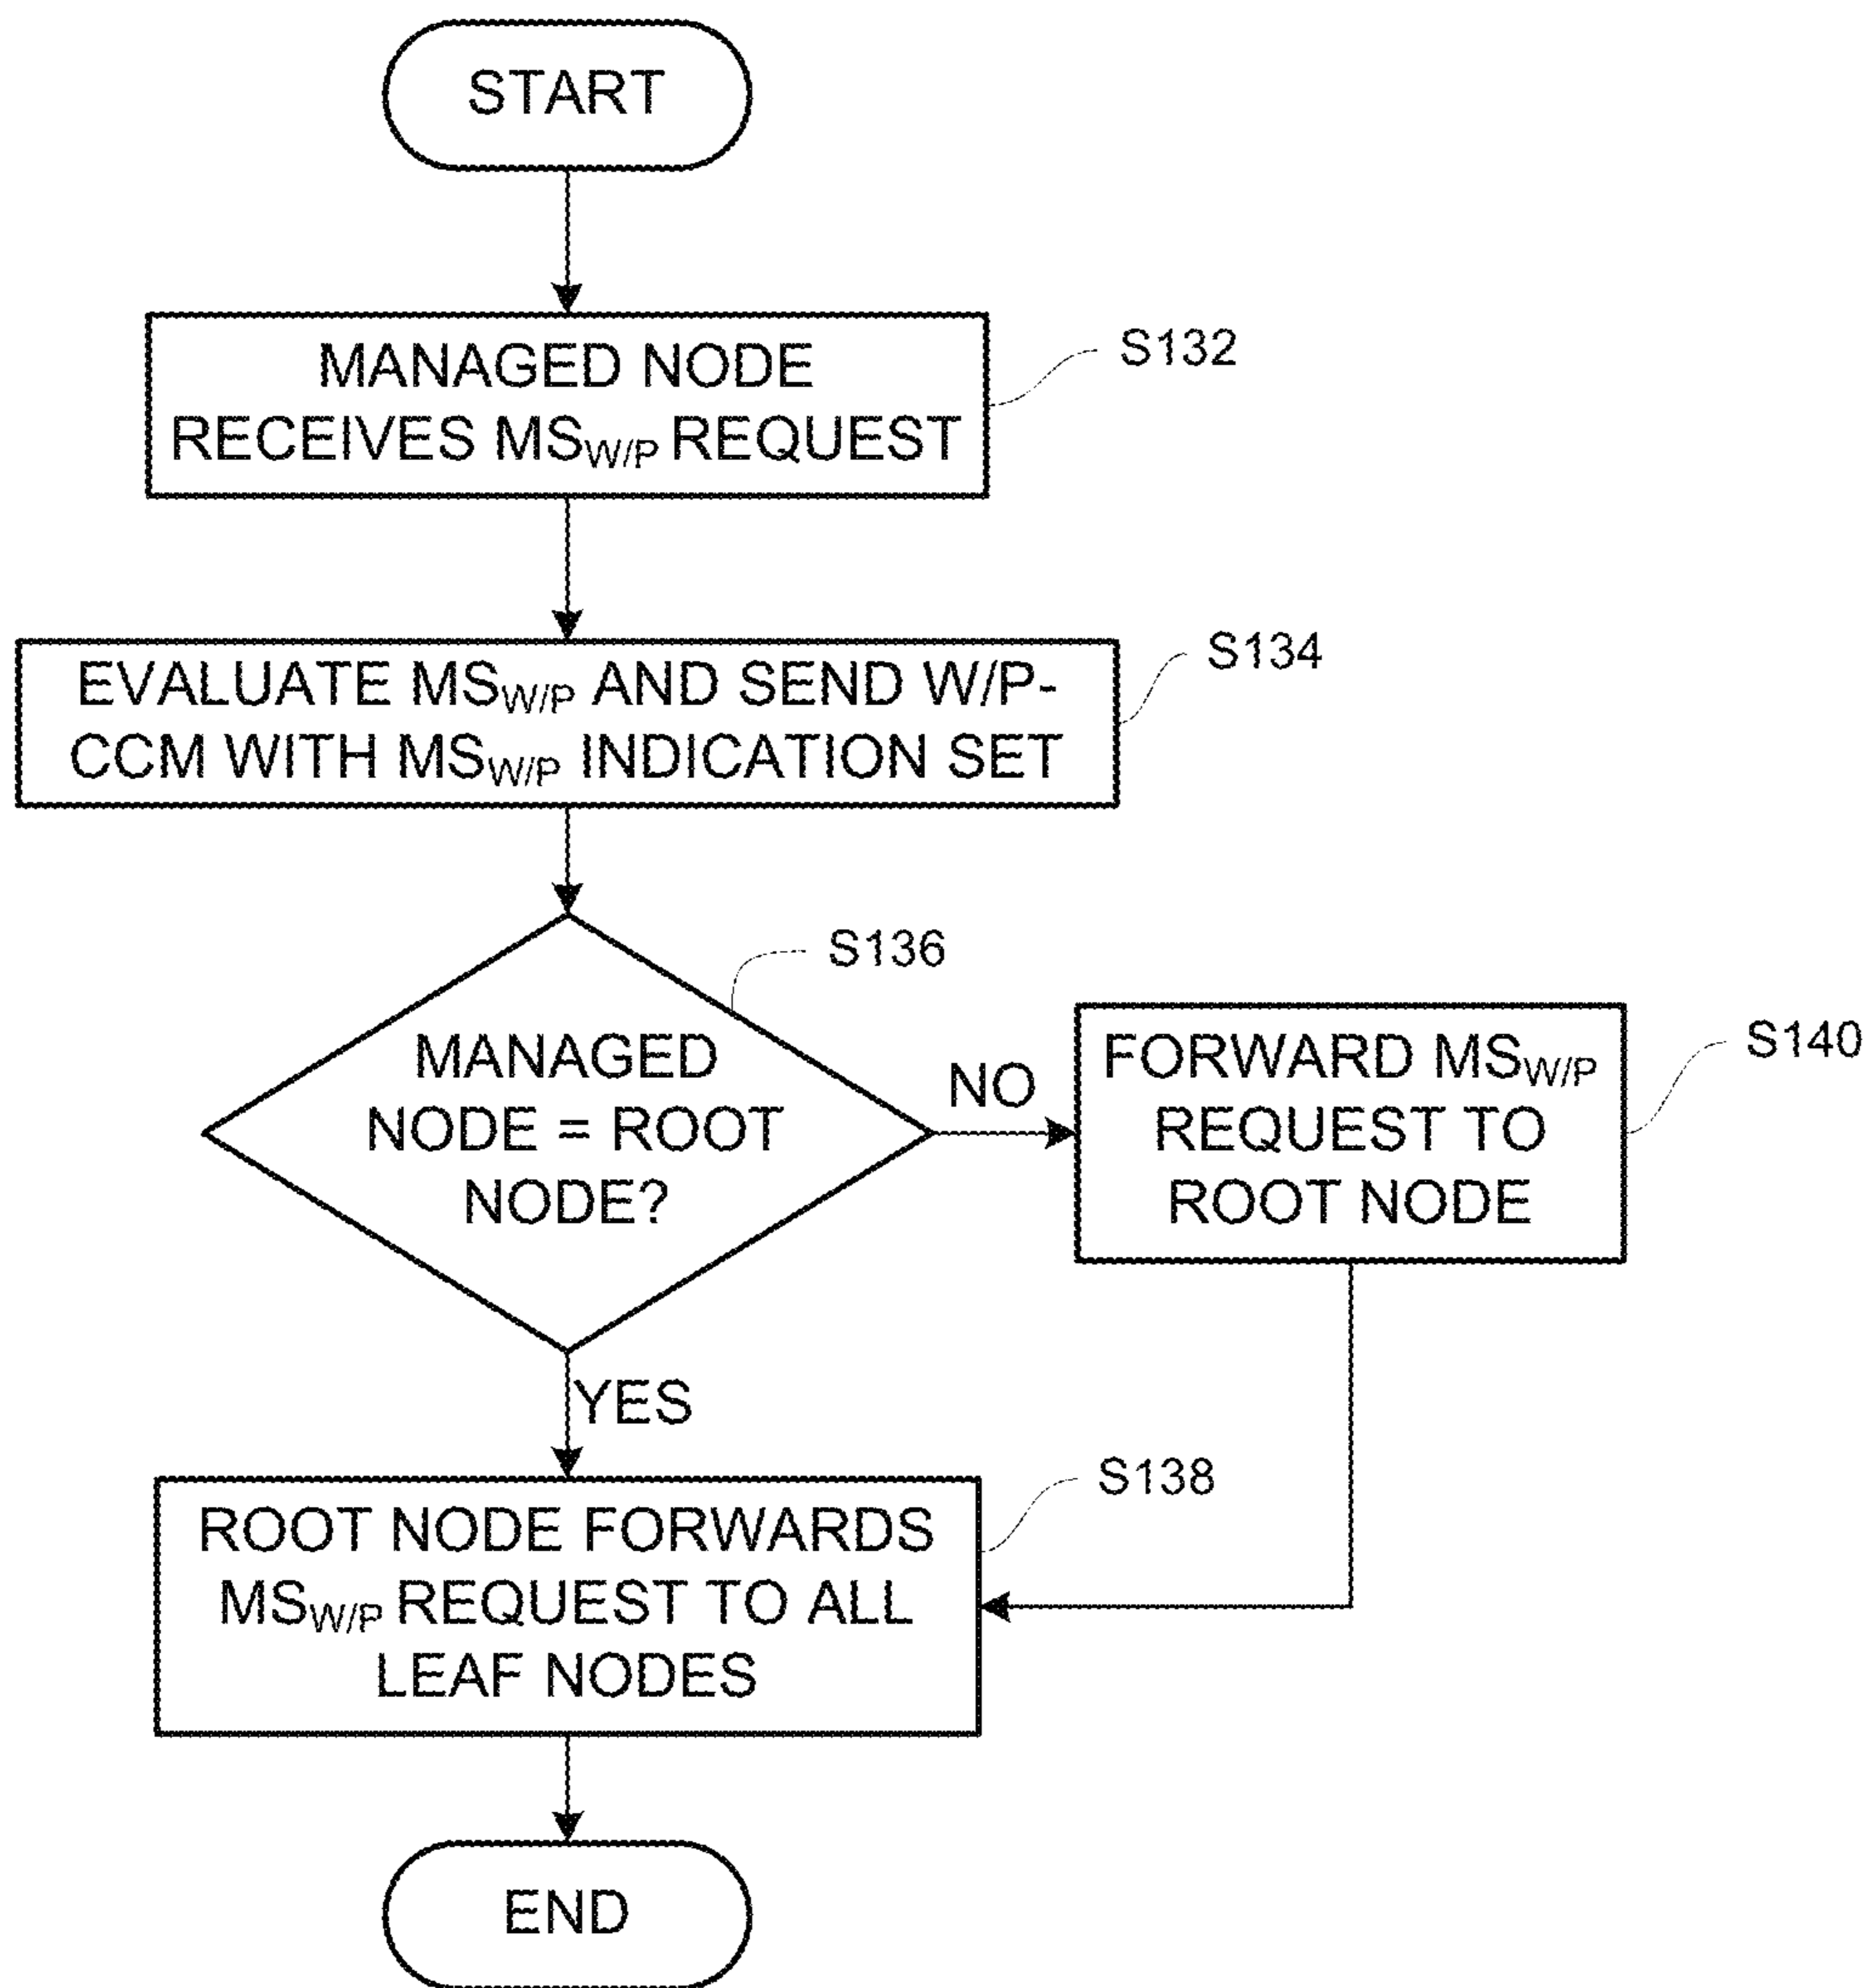 START
MANAGED NODE
RECEIVES MSW/P REQUEST
S132
EVALUATE MSW/P AND SEND W/P-
CCM WITH MSW/P INDICATION SET
S134
S136
MANAGED
NODE = ROOT
NODE?
NO
FORWARD MSW/P
REQUEST TO
ROOT NODE
S140
YES
ROOT NODE FORWARDS
MSW/P REQUEST TO ALL
LEAF NODES
S138
END